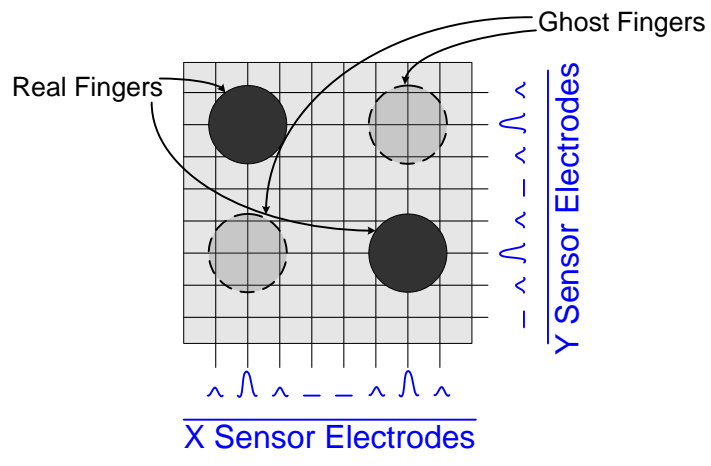 Ghost Fingers
Real Fingers
Y Sensor Electrodes
X Sensor Electrodes